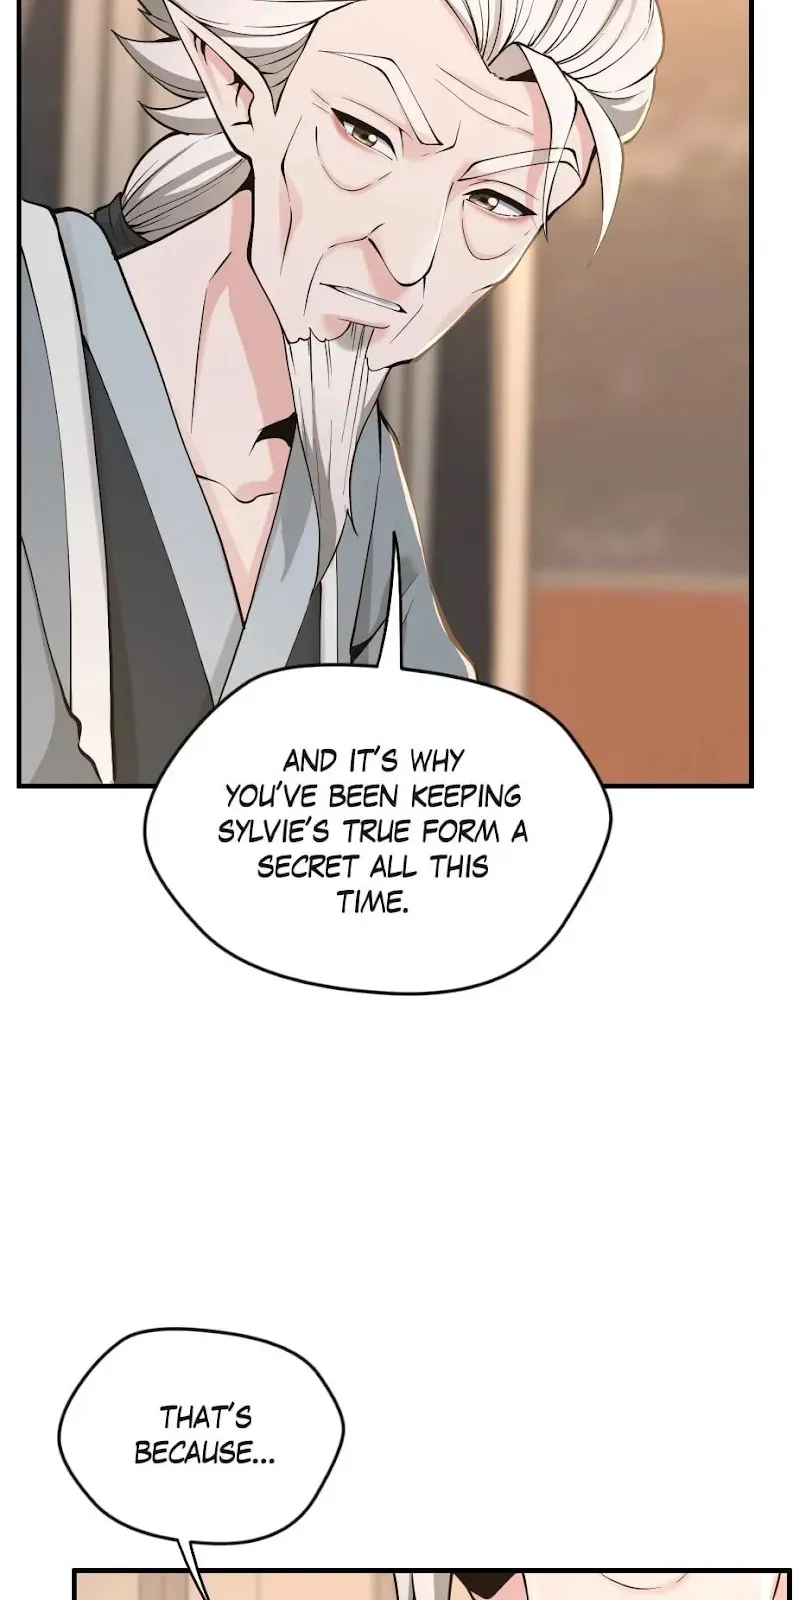 AND IT'S WHY
YOU'VE BEEN KEEPING
SYLVIE'S TRUE FORM A
SECRET ALL THIS
TIME.
THAT'S
BECAUSE...